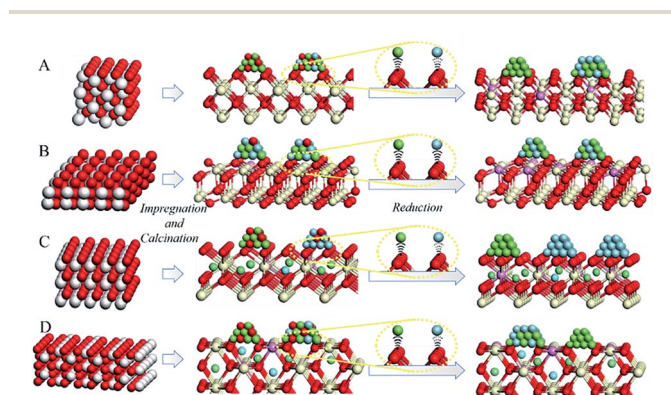 A
B
Impregnation
and
Calcination
Reduction
C
D